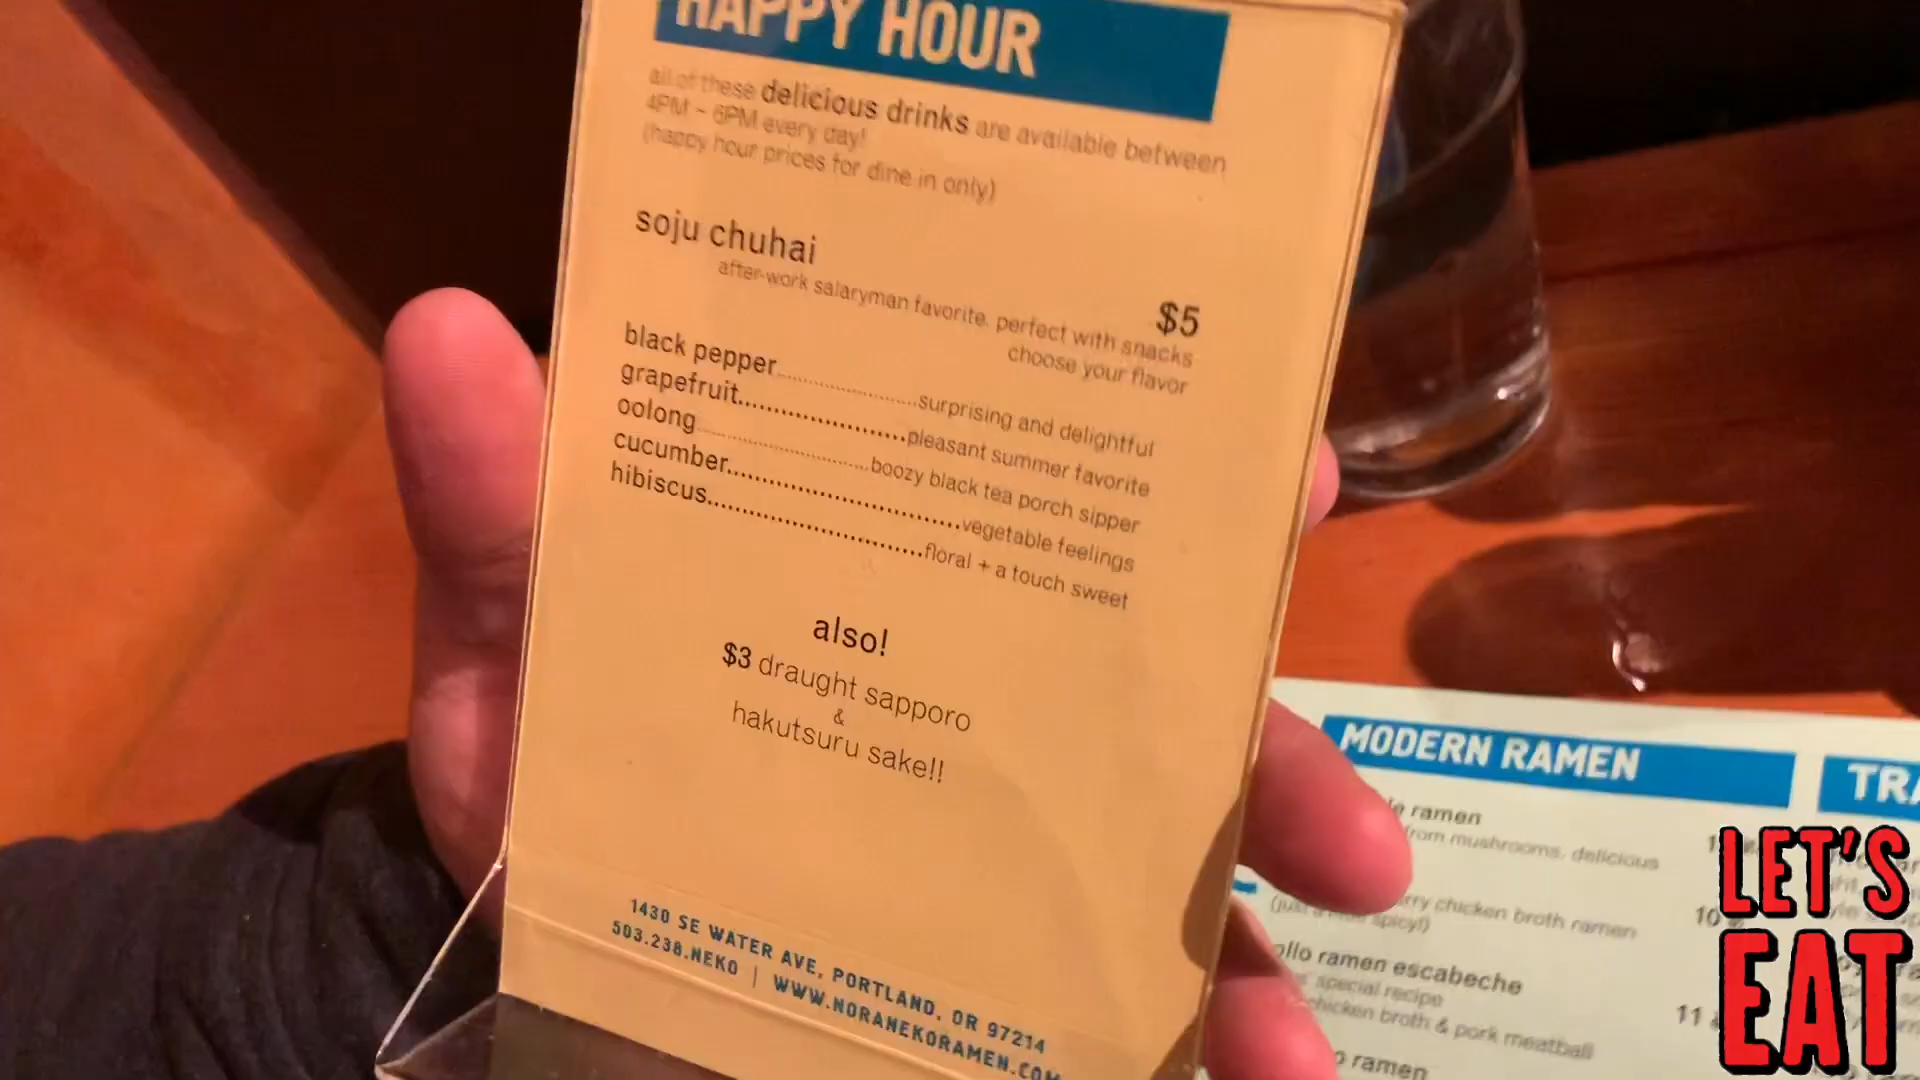 HAPPY HOUR
all of these delicious drinks are available between
4PM - 6PM every day!
(happy hour prices for dine in only)
soju chuhai
$5
after-work salaryman favorite. perfect with snacks
choose your flavor
black pepper..................surprising and delightful
grapefruit.....................pleasant summer favorite
oolong......................boozy black tea porch sipper
cucumber............................vegetable feelings
hibiscus............................floral + a touch sweet
also!
$3 draught sapporo
&
hakutsuru sake!!
1430 SE WATER AVE, PORTLAND, OR 97214
503.238.NEKO | WWW.NORANEKORAMEN.COM
MODERN RAMEN
ramen
from mushrooms, delicious
chicken broth ramen
10
spicy!)
ramen escabeche
special recipe
chicken broth & pork meatball
11
ramen
LET'S
EAT